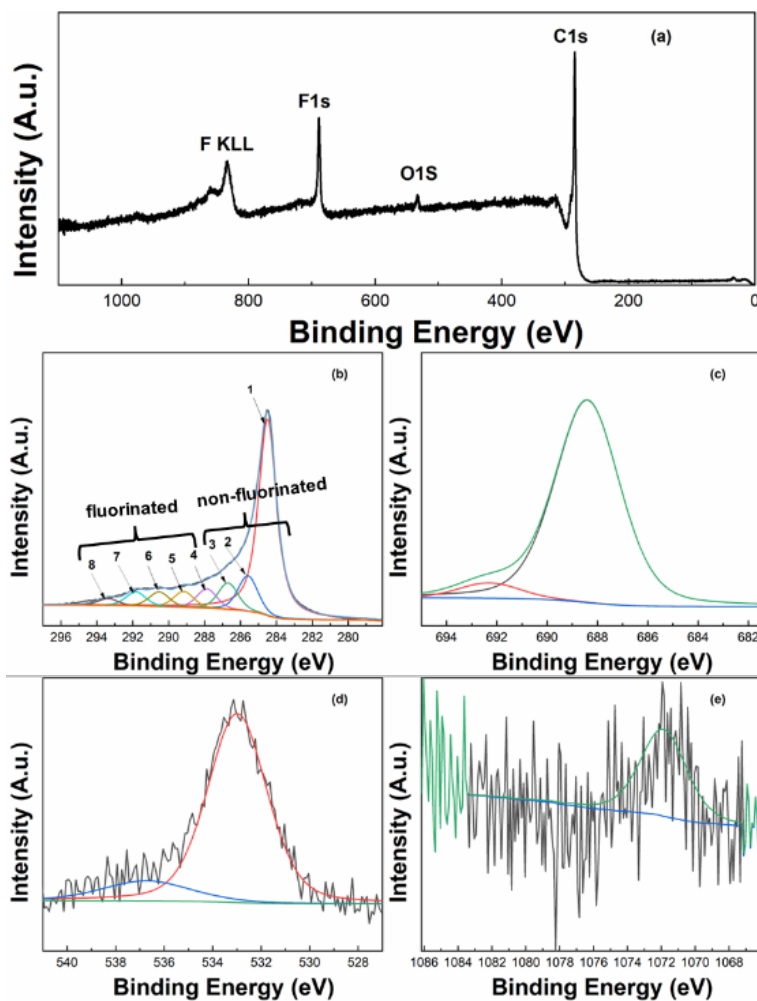 C1s
(a)
F1s
F KLL
O1S
Intensity (A.u.)
1000
800
600
400
200
0
Binding Energy (eV)
(b)
1
non-fluorinated
fluorinated
8
7
6
5
4
3
2
Intensity (A.u.)
296 294 292 290 288 286 284 282 280
Binding Energy (eV)
(c)
Intensity (A.u.)
694 692 690 688 686 684 682
Binding Energy (eV)
(d)
Intensity (A.u.)
540 538 536 534 532 530 528
Binding Energy (eV)
(e)
Intensity (A.u.)
1086 1084 1082 1080 1078 1076 1074 1072 1070 1068
Binding Energy (eV)